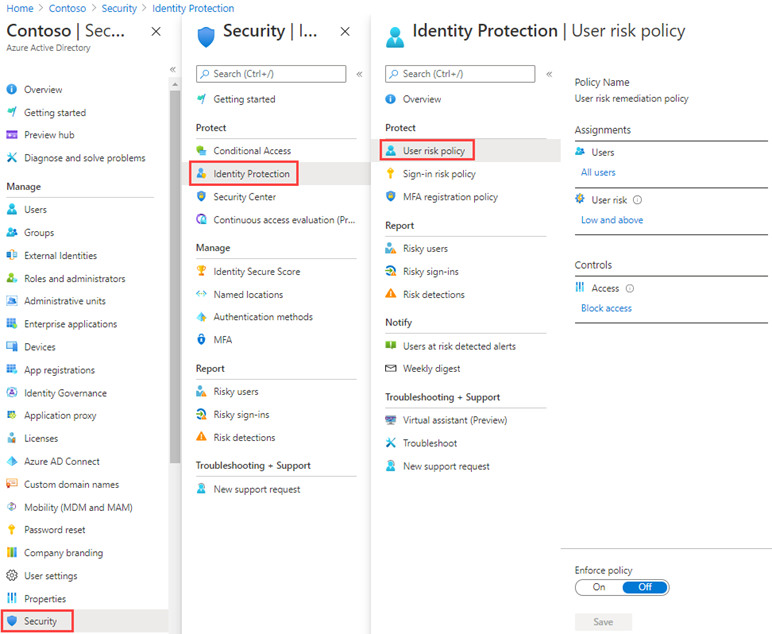 Home > Contoso > Security > Identity Protection
Contoso | Sec...
Azure Active Directory
Overview
Getting started
Preview hub
Diagnose and solve problems
Manage
Users
Groups
External Identities
Roles and administrators
Administrative units
Enterprise applications
Devices
App registrations
Identity Governance
Application proxy
Licenses
Azure AD Connect
Custom domain names
Mobility (MDM and MAM)
Password reset
Company branding
User settings
Properties
Security
Security | I...
Search (Ctrl+/)
Getting started
Protect
Conditional Access
Identity Protection
Security Center
Continuous access evaluation (Pr...
Manage
Identity Secure Score
Named locations
Authentication methods
MFA
Report
Risky users
Risky sign-ins
Risk detections
Troubleshooting + Support
New support request
Identity Protection | User risk policy
Search (Ctrl+/)
Overview
Protect
User risk policy
Sign-in risk policy
MFA registration policy
Report
Risky users
Risky sign-ins
Risk detections
Notify
Users at risk detected alerts
Weekly digest
Troubleshooting + Support
Virtual assistant (Preview)
Troubleshoot
New support request
Policy Name
User risk remediation policy
Assignments
Users
All users
User risk
Low and above
Controls
Access
Block access
Enforce policy
On Off
Save